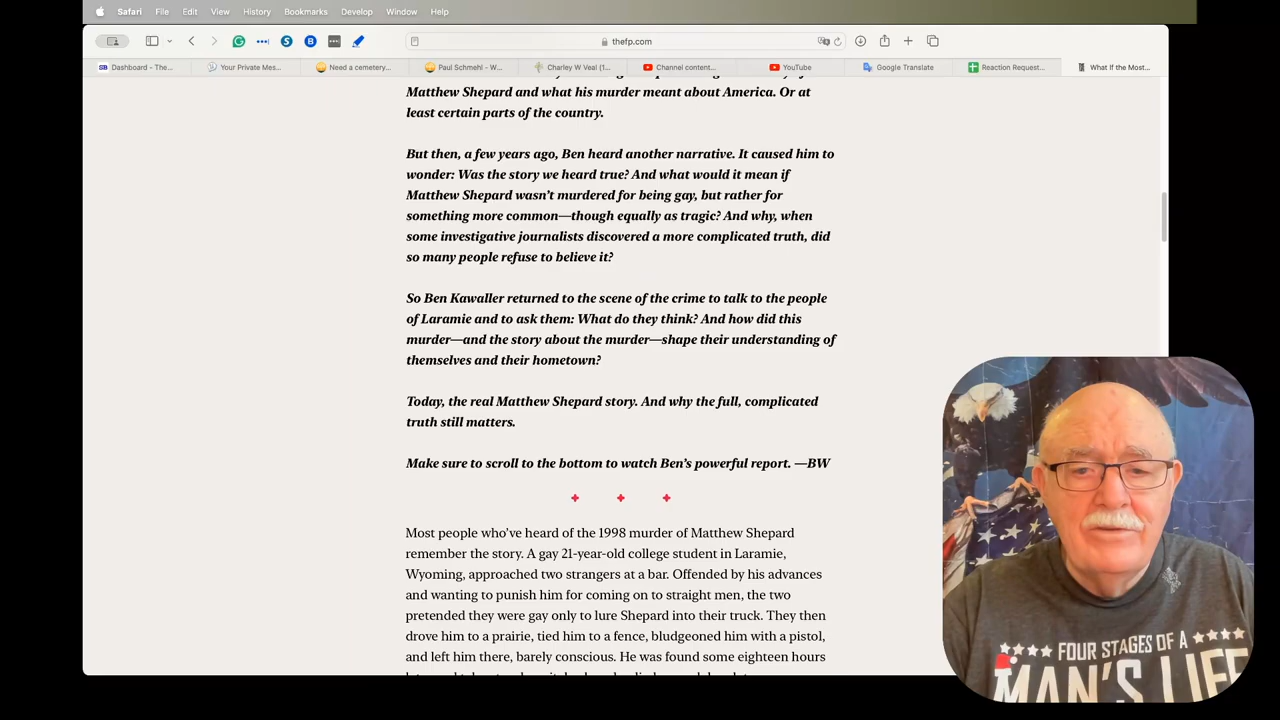 Safari File Edit View History Bookmarks Develop Window Help
thefp.com
Dashboard - The... Your Private Mes... Need a cemetery... Paul Schmehl - W... Charley W Veal (1... Channel content... YouTube Google Translate Reaction Request... What If the Most...
Matthew Shepard and what his murder meant about America. Or at
least certain parts of the country.
But then, a few years ago, Ben heard another narrative. It caused him to
wonder: Was the story we heard true? And what would it mean if
Matthew Shepard wasn’t murdered for being gay, but rather for
something more common—though equally as tragic? And why, when
some investigative journalists discovered a more complicated truth, did
so many people refuse to believe it?
So Ben Kawaller returned to the scene of the crime to talk to the people
of Laramie and to ask them: What do they think? And how did this
murder—and the story about the murder—shape their understanding of
themselves and their hometown?
Today, the real Matthew Shepard story. And why the full, complicated
truth still matters.
Make sure to scroll to the bottom to watch Ben’s powerful report. —BW
Most people who’ve heard of the 1998 murder of Matthew Shepard
remember the story. A gay 21-year-old college student in Laramie,
Wyoming, approached two strangers at a bar. Offended by his advances
and wanting to punish him for coming on to straight men, the two
pretended they were gay only to lure Shepard into their truck. They then
drove him to a prairie, tied him to a fence, bludgeoned him with a pistol,
and left him there, barely conscious. He was found some eighteen hours
FOUR STAGES OF A
MAN'S LIFE